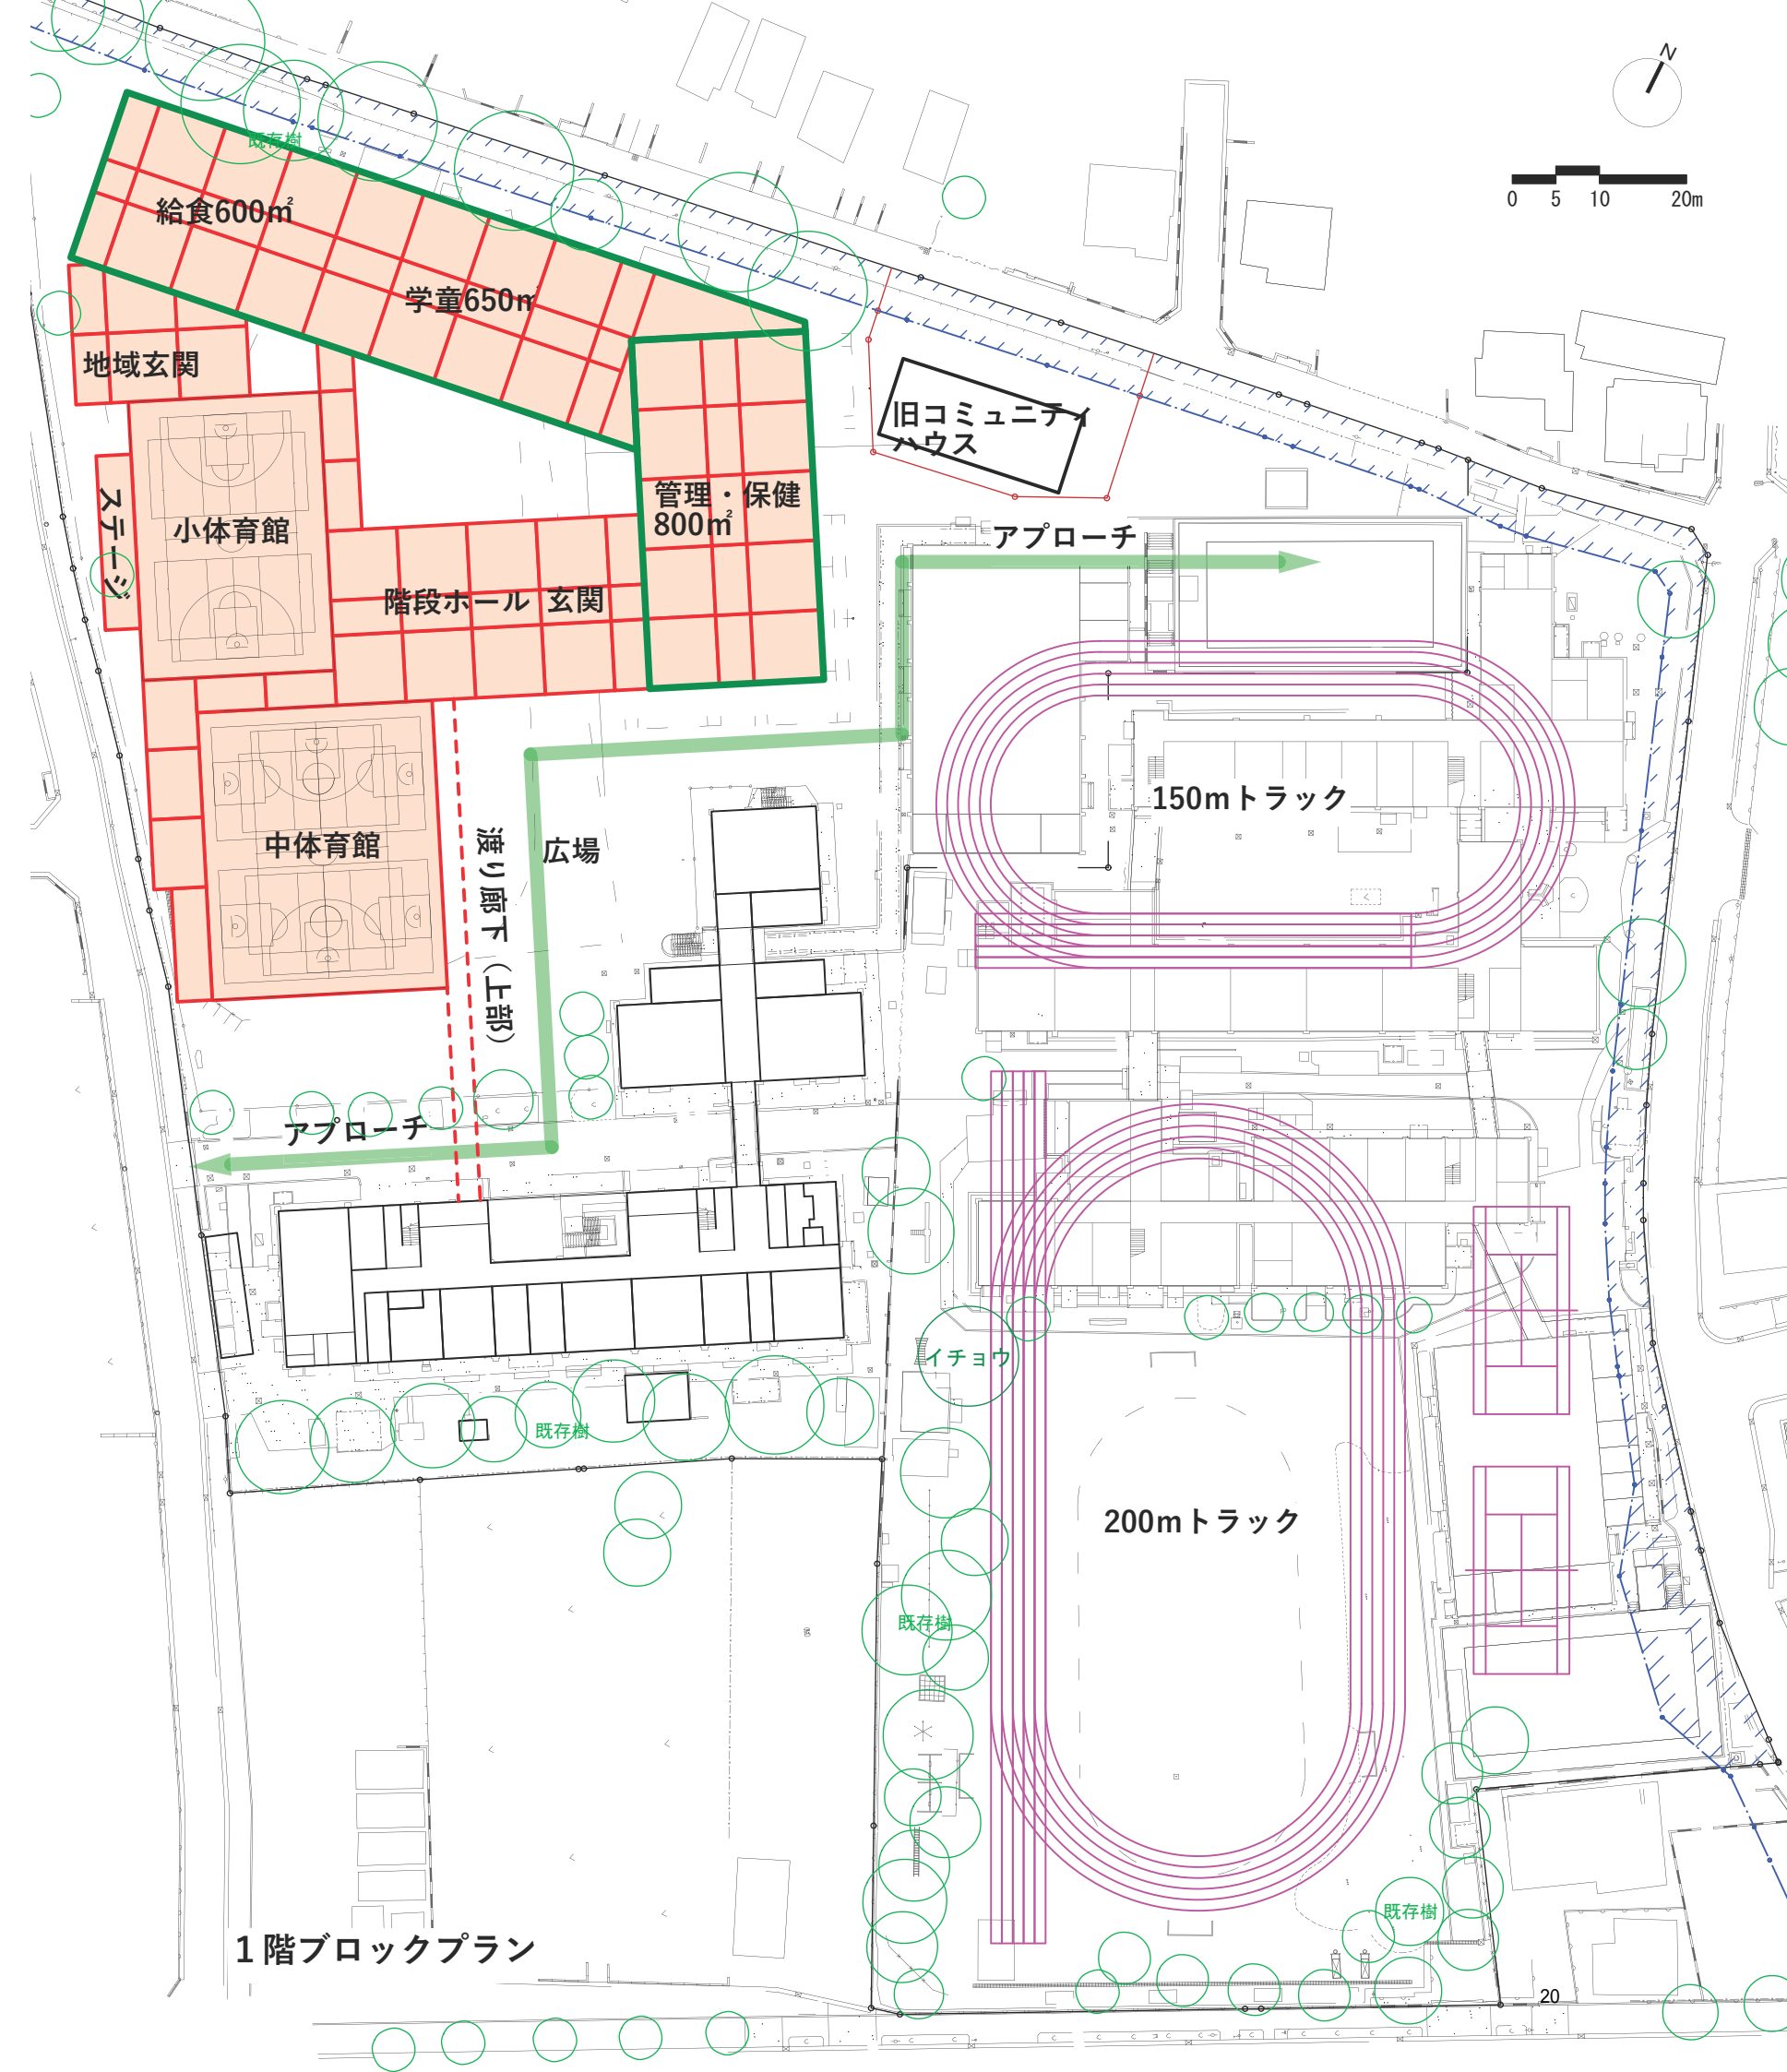 N
0 5 10 20m
既存樹
給食600㎡
学童650㎡
地域玄関
旧コミュニティ
ハウス
ステージ
小体育館
管理・保健
800㎡
アプローチ
階段ホール 玄関
150mトラック
中体育館
渡り廊下(上部)
広場
アプローチ
イチョウ
既存樹
200mトラック
既存樹
既存樹
1階ブロックプラン
20